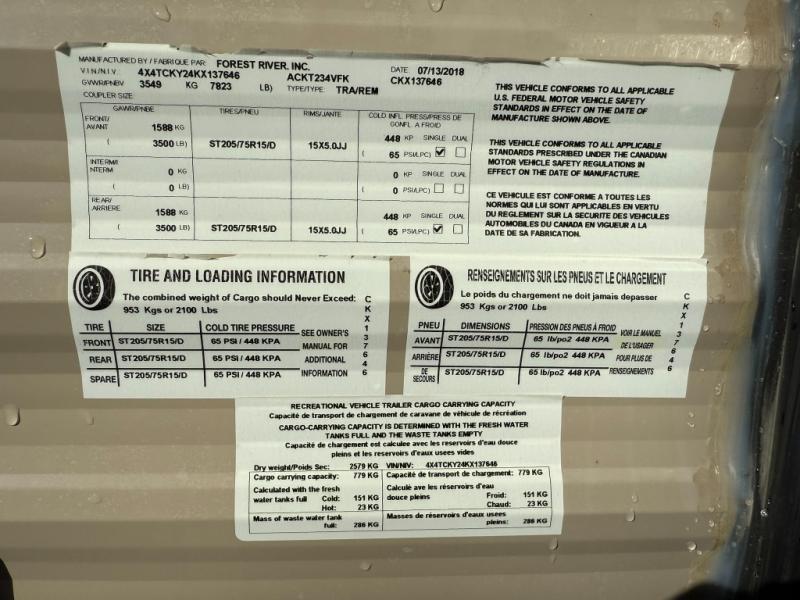 MANUFACTURED BY / FABRIQUE PAR: FOREST RIVER, INC. DATE 07/13/2018
V.I.N/N.I.V 4X4TCKY24KX137646 ACKT234VFK CKX137646
GVWR/PNBV 3549 KG 7823 LB) TYPE/TYPE: TRA/REM
COUPLER SIZE
GAWR/PNBE TIRES/PNEU RIMS/JANTE COLD INFL. PRESS/PRESS DE GONFL A FROID
FRONT/ AVANT 1588 KG 448 KP SINGLE DUAL
( 3500 LB) ST205/75R15/D 15X5.0JJ ( 65 PSI/LPC)
INTERM/ INTERM 0 KG 0 KP SINGLE DUAL
( 0 LB) ( 0 PSI/LPC)
REAR/ ARRIÈRE 1588 KG 448 KP SINGLE DUAL
( 3500 LB) ST205/75R15/D 15X5.0JJ ( 65 PSI/LPC)
THIS VEHICLE CONFORMS TO ALL APPLICABLE
U.S. FEDERAL MOTOR VEHICLE SAFETY
STANDARDS IN EFFECT ON THE DATE OF
MANUFACTURE SHOWN ABOVE.
THIS VEHICLE CONFORMS TO ALL APPLICABLE
STANDARDS PRESCRIBED UNDER THE CANADIAN
MOTOR VEHICLE SAFETY REGULATIONS IN
EFFECT ON THE DATE OF MANUFACTURE.
CE VEHICULE EST CONFORME A TOUTES LES
NORMES QUI LUI SONT APPLICABLES EN VERTU
DU REGLEMENT SUR LA SECURITE DES VEHICULES
AUTOMOBILES DU CANADA EN VIGUEUR A LA
DATE DE SA FABRICATION.
TIRE AND LOADING INFORMATION
The combined weight of Cargo should Never Exceed:
953 Kgs or 2100 Lbs
TIRE SIZE COLD TIRE PRESSURE
FRONT ST205/75R15/D 65 PSI / 448 KPA
REAR ST205/75R15/D 65 PSI / 448 KPA
SPARE ST205/75R15/D 65 PSI / 448 KPA
SEE OWNER'S
MANUAL FOR
ADDITIONAL
INFORMATION
CKX137646
RENSEIGNEMENTS SUR LES PNEUS ET LE CHARGEMENT
Le poids du chargement ne doit jamais depasser
953 Kgs or 2100 Lbs
PNEU DIMENSIONS PRESSION DES PNEUS À FROID
AVANT ST205/75R15/D 65 lb/po2 448 KPA
ARRIÈRE ST205/75R15/D 65 lb/po2 448 KPA
DE SECOURS ST205/75R15/D 65 lb/po2 448 KPA
VOIR LE MANUEL
DE L'USAGER
POUR PLUS DE
RENSEIGNEMENTS
CKX137646
RECREATIONAL VEHICLE TRAILER CARGO CARRYING CAPACITY
Capacité de transport de chargement de caravane de véhicule de récréation
CARGO-CARRYING CAPACITY IS DETERMINED WITH THE FRESH WATER
TANKS FULL AND THE WASTE TANKS EMPTY
Capacité de chargement est calculee avec les reservoirs d'eau douce
pleins et les reservoirs d'eaux usees vides
Dry weight/Poids Sec: 2579 KG VIN/NIV: 4X4TCKY24KX137646
Cargo carrying capacity: 779 KG Capacité de transport de chargement: 779 KG
Calculated with the fresh
water tanks full Cold: 151 KG
Hot: 23 KG
Calculé ave les réservoirs d'eau
douce pleins Froid: 151 KG
Chaud: 23 KG
Mass of waste water tank
full: 286 KG
Masses de réservoirs d'eaux usees
pleins: 286 KG